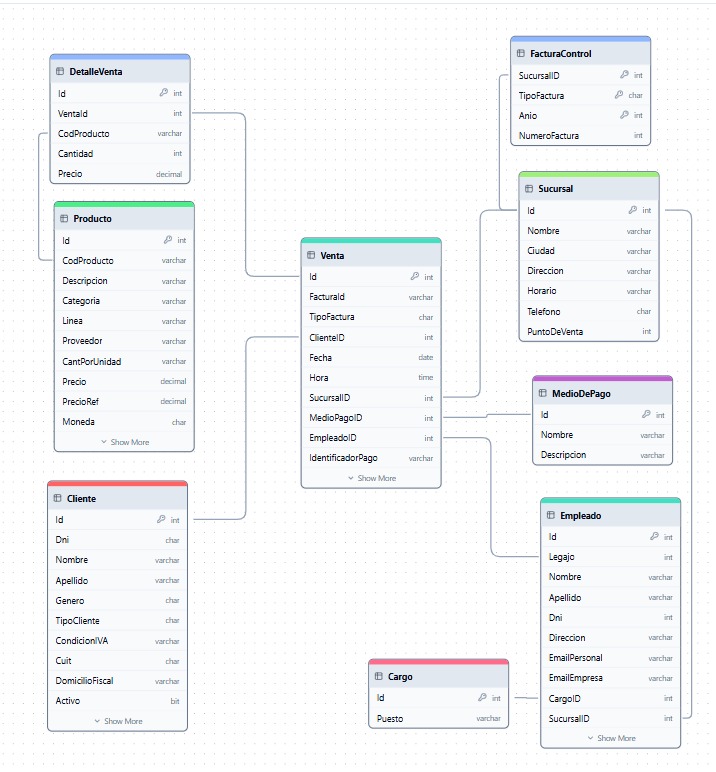 DetalleVenta
Id int
VentaId int
CodProducto varchar
Cantidad int
Precio decimal
Producto
Id int
CodProducto varchar
Descripcion varchar
Categoria varchar
Linea varchar
Proveedor varchar
CantPorUnidad varchar
Precio decimal
PrecioRef decimal
Moneda char
Show More
Cliente
Id int
Dni char
Nombre varchar
Apellido varchar
Genero char
TipoCliente char
CondicionIVA varchar
Cuit char
DomicilioFiscal varchar
Activo bit
Show More
Venta
Id int
FacturaId varchar
TipoFactura char
ClienteID int
Fecha date
Hora time
SucursalID int
MedioPagoID int
EmpleadoID int
IdentificadorPago varchar
Show More
FacturaControl
SucursalID int
TipoFactura char
Anio int
NumeroFactura int
Sucursal
Id int
Nombre varchar
Ciudad varchar
Direccion varchar
Horario varchar
Telefono char
PuntoDeVenta int
MedioDePago
Id int
Nombre varchar
Descripcion varchar
Empleado
Id int
Legajo int
Nombre varchar
Apellido varchar
Dni int
Direccion varchar
EmailPersonal varchar
EmailEmpresa varchar
CargoID int
SucursalID int
Show More
Cargo
Id int
Puesto varchar